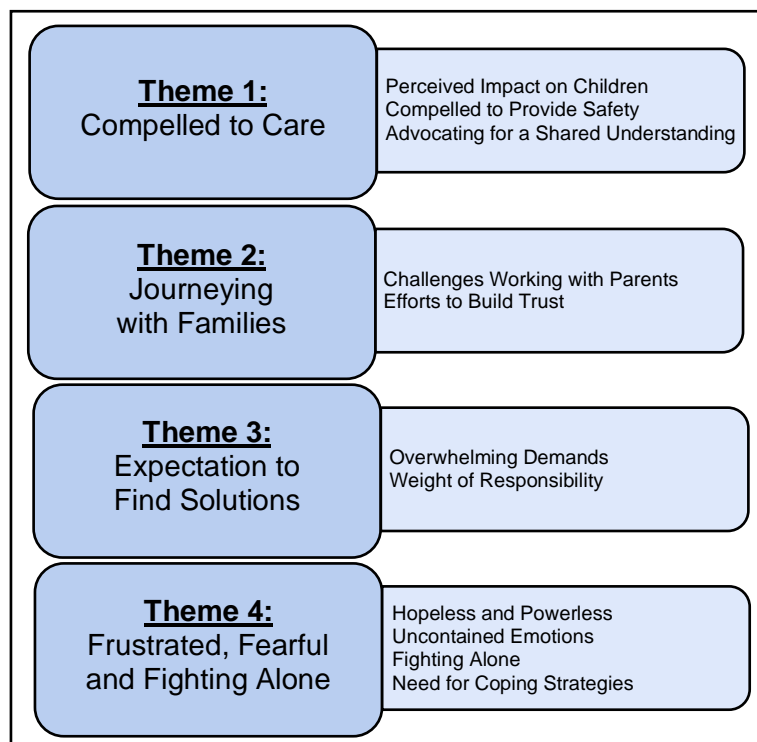 Theme 1:
Compelled to Care
Perceived Impact on Children
Compelled to Provide Safety
Advocating for a Shared Understanding
Theme 2:
Journeying
with Families
Challenges Working with Parents
Efforts to Build Trust
Theme 3:
Expectation to
Find Solutions
Overwhelming Demands
Weight of Responsibility
Theme 4:
Frustrated, Fearful
and Fighting Alone
Hopeless and Powerless
Uncontained Emotions
Fighting Alone
Need for Coping Strategies